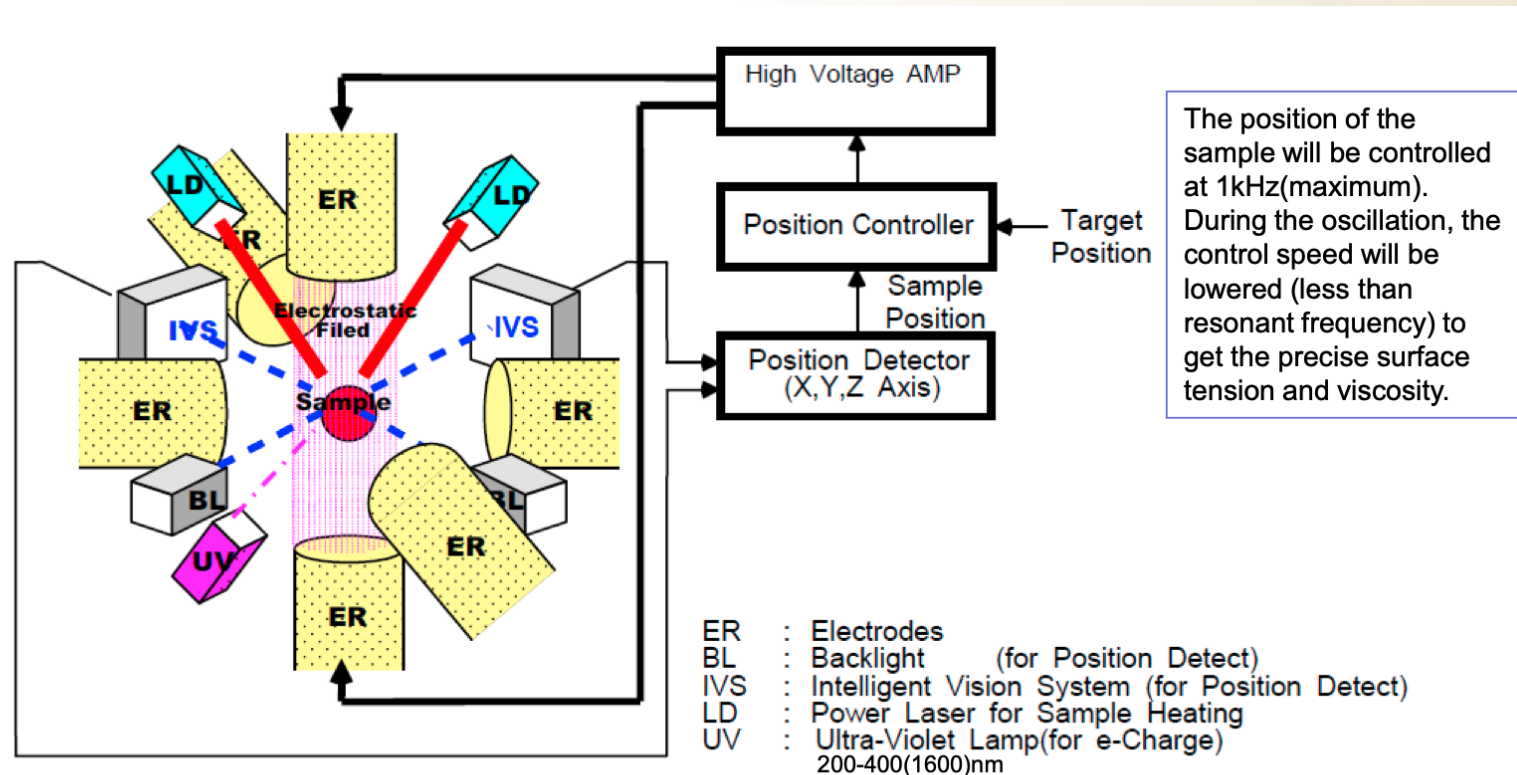 High Voltage AMP
The position of the
sample will be controlled
at 1kHz(maximum).
During the oscillation, the
control speed will be
lowered (less than
resonant frequency) to
get the precise surface
tension and viscosity.
LD
ER
LD
ER
Position Controller
Target
Position
Sample
Position
Electrostatic
Filed
IVS
IVS
Position Detector
(X,Y,Z Axis)
Sample
ER
ER
BL
BL
ER
UV
ER
ER : Electrodes
BL : Backlight (for Position Detect)
IVS : Intelligent Vision System (for Position Detect)
LD : Power Laser for Sample Heating
UV : Ultra-Violet Lamp(for e-Charge)
200-400(1600)nm